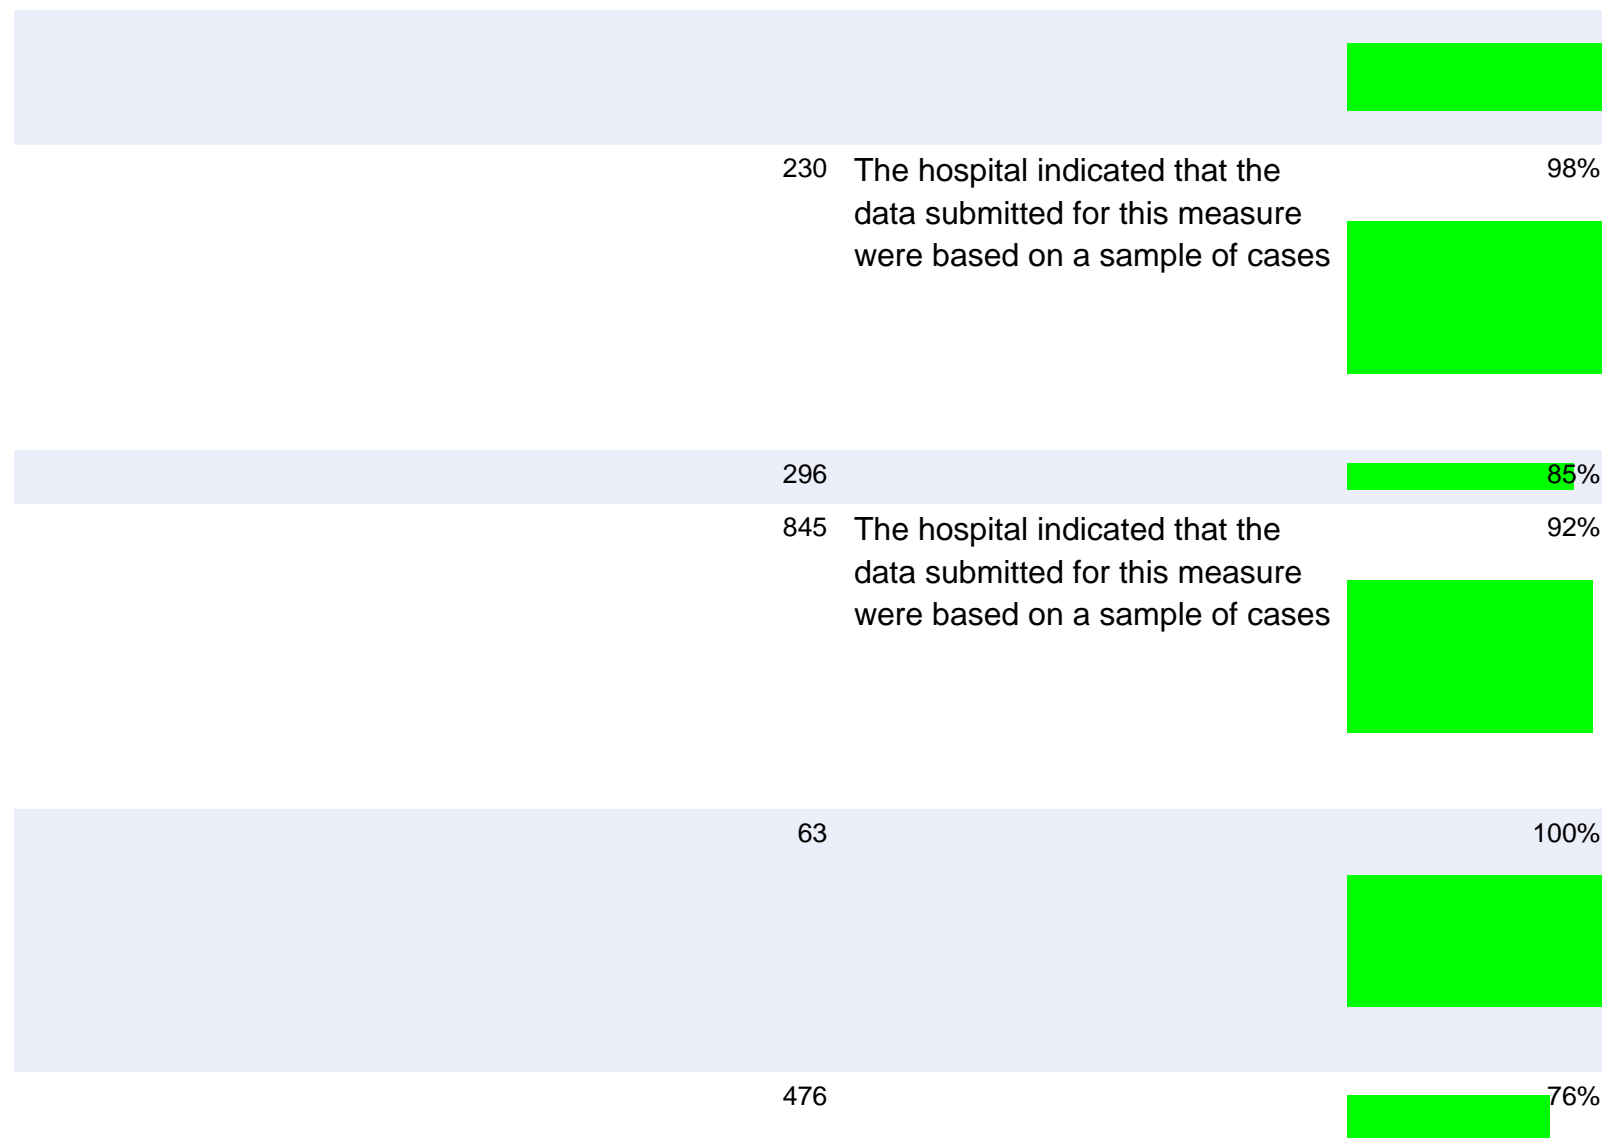 230 The hospital indicated that the 98%
data submitted for this measure
were based on a sample of cases
296 85%
845 The hospital indicated that the 92%
data submitted for this measure
were based on a sample of cases
63 100%
476 76%